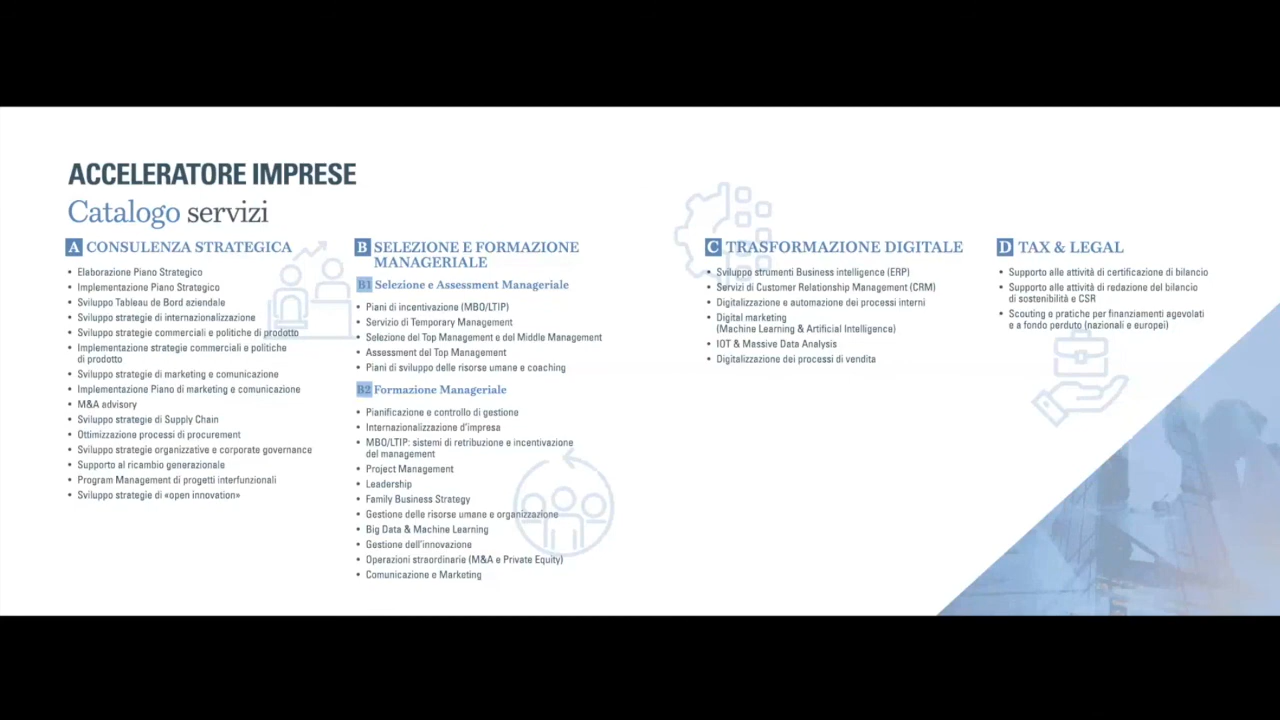 ACCELERATORE IMPRESE
Catalogo servizi
A CONSULENZA STRATEGICA
• Elaborazione Piano Strategico
• Implementazione Piano Strategico
• Sviluppo Tableau de Bord aziendale
• Sviluppo strategie di internazionalizzazione
• Sviluppo strategie commerciali e politiche di prodotto
• Implementazione strategie commerciali e politiche
di prodotto
• Sviluppo strategie di marketing e comunicazione
• Implementazione Piano di marketing e comunicazione
• M&A advisory
• Sviluppo strategie di Supply Chain
• Ottimizzazione processi di procurement
• Sviluppo strategie organizzative e corporate governance
• Supporto al ricambio generazionale
• Program Management di progetti interfunzionali
• Sviluppo strategie di «open innovation»
B SELEZIONE E FORMAZIONE
MANAGERIALE
B1 Selezione e Assessment Manageriale
• Piani di incentivazione (MBO/LTIP)
• Servizio di Temporary Management
• Selezione del Top Management e del Middle Management
• Assessment del Top Management
• Piani di sviluppo delle risorse umane e coaching
B2 Formazione Manageriale
• Pianificazione e controllo di gestione
• Internazionalizzazione d'impresa
• MBO/LTIP: sistemi di retribuzione e incentivazione
del management
• Project Management
• Leadership
• Family Business Strategy
• Gestione delle risorse umane e organizzazione
• Big Data & Machine Learning
• Gestione dell'innovazione
• Operazioni straordinarie (M&A e Private Equity)
• Comunicazione e Marketing
C TRASFORMAZIONE DIGITALE
• Sviluppo strumenti Business intelligence (ERP)
• Servizi di Customer Relationship Management (CRM)
• Digitalizzazione e automazione dei processi interni
• Digital marketing
(Machine Learning & Artificial Intelligence)
• IOT & Massive Data Analysis
• Digitalizzazione dei processi di vendita
D TAX & LEGAL
• Supporto alle attività di certificazione di bilancio
• Supporto alle attività di redazione del bilancio
di sostenibilità e CSR
• Scouting e pratiche per finanziamenti agevolati
e a fondo perduto (nazionali e europei)